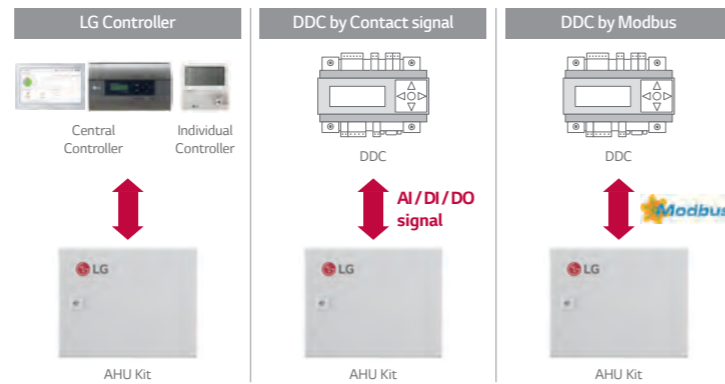 LG Controller
DDC by Contact signal
DDC by Modbus
Central
Controller
Individual
Controller
DDC
DDC
AI / DI / DO
signal
Modbus
LG
LG
LG
AHU Kit
AHU Kit
AHU Kit